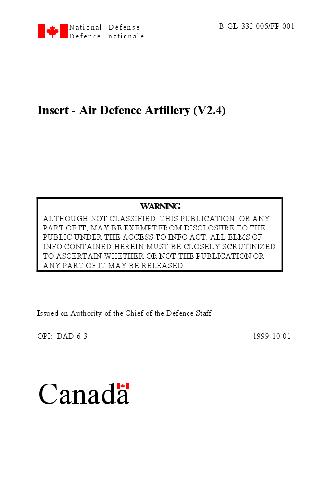 National Defense
Defence nationale
B-GL-331-005/FP-001
Insert - Air Defence Artillery (V2.4)
WARNING
ALTHOUGH NOT CLASSIFIED, THIS PUBLICATION, OR ANY
PART OF IT, MAY BE EXEMPT FROM DISCLOSURE TO THE
PUBLIC UNDER THE ACCESS TO INFO ACT. ALL ELMS OF
INFO CONTAINED HEREIN MUST BE CLOSELY SCRUTINIZED
TO ASCERTAIN WHETHER OR NOT THE PUBLICATION OR
ANY PART OF IT MAY BE RELEASED.
Issued on Authority of the Chief of the Defence Staff
OPI: DAD 6-3
1999-10-01
Canada